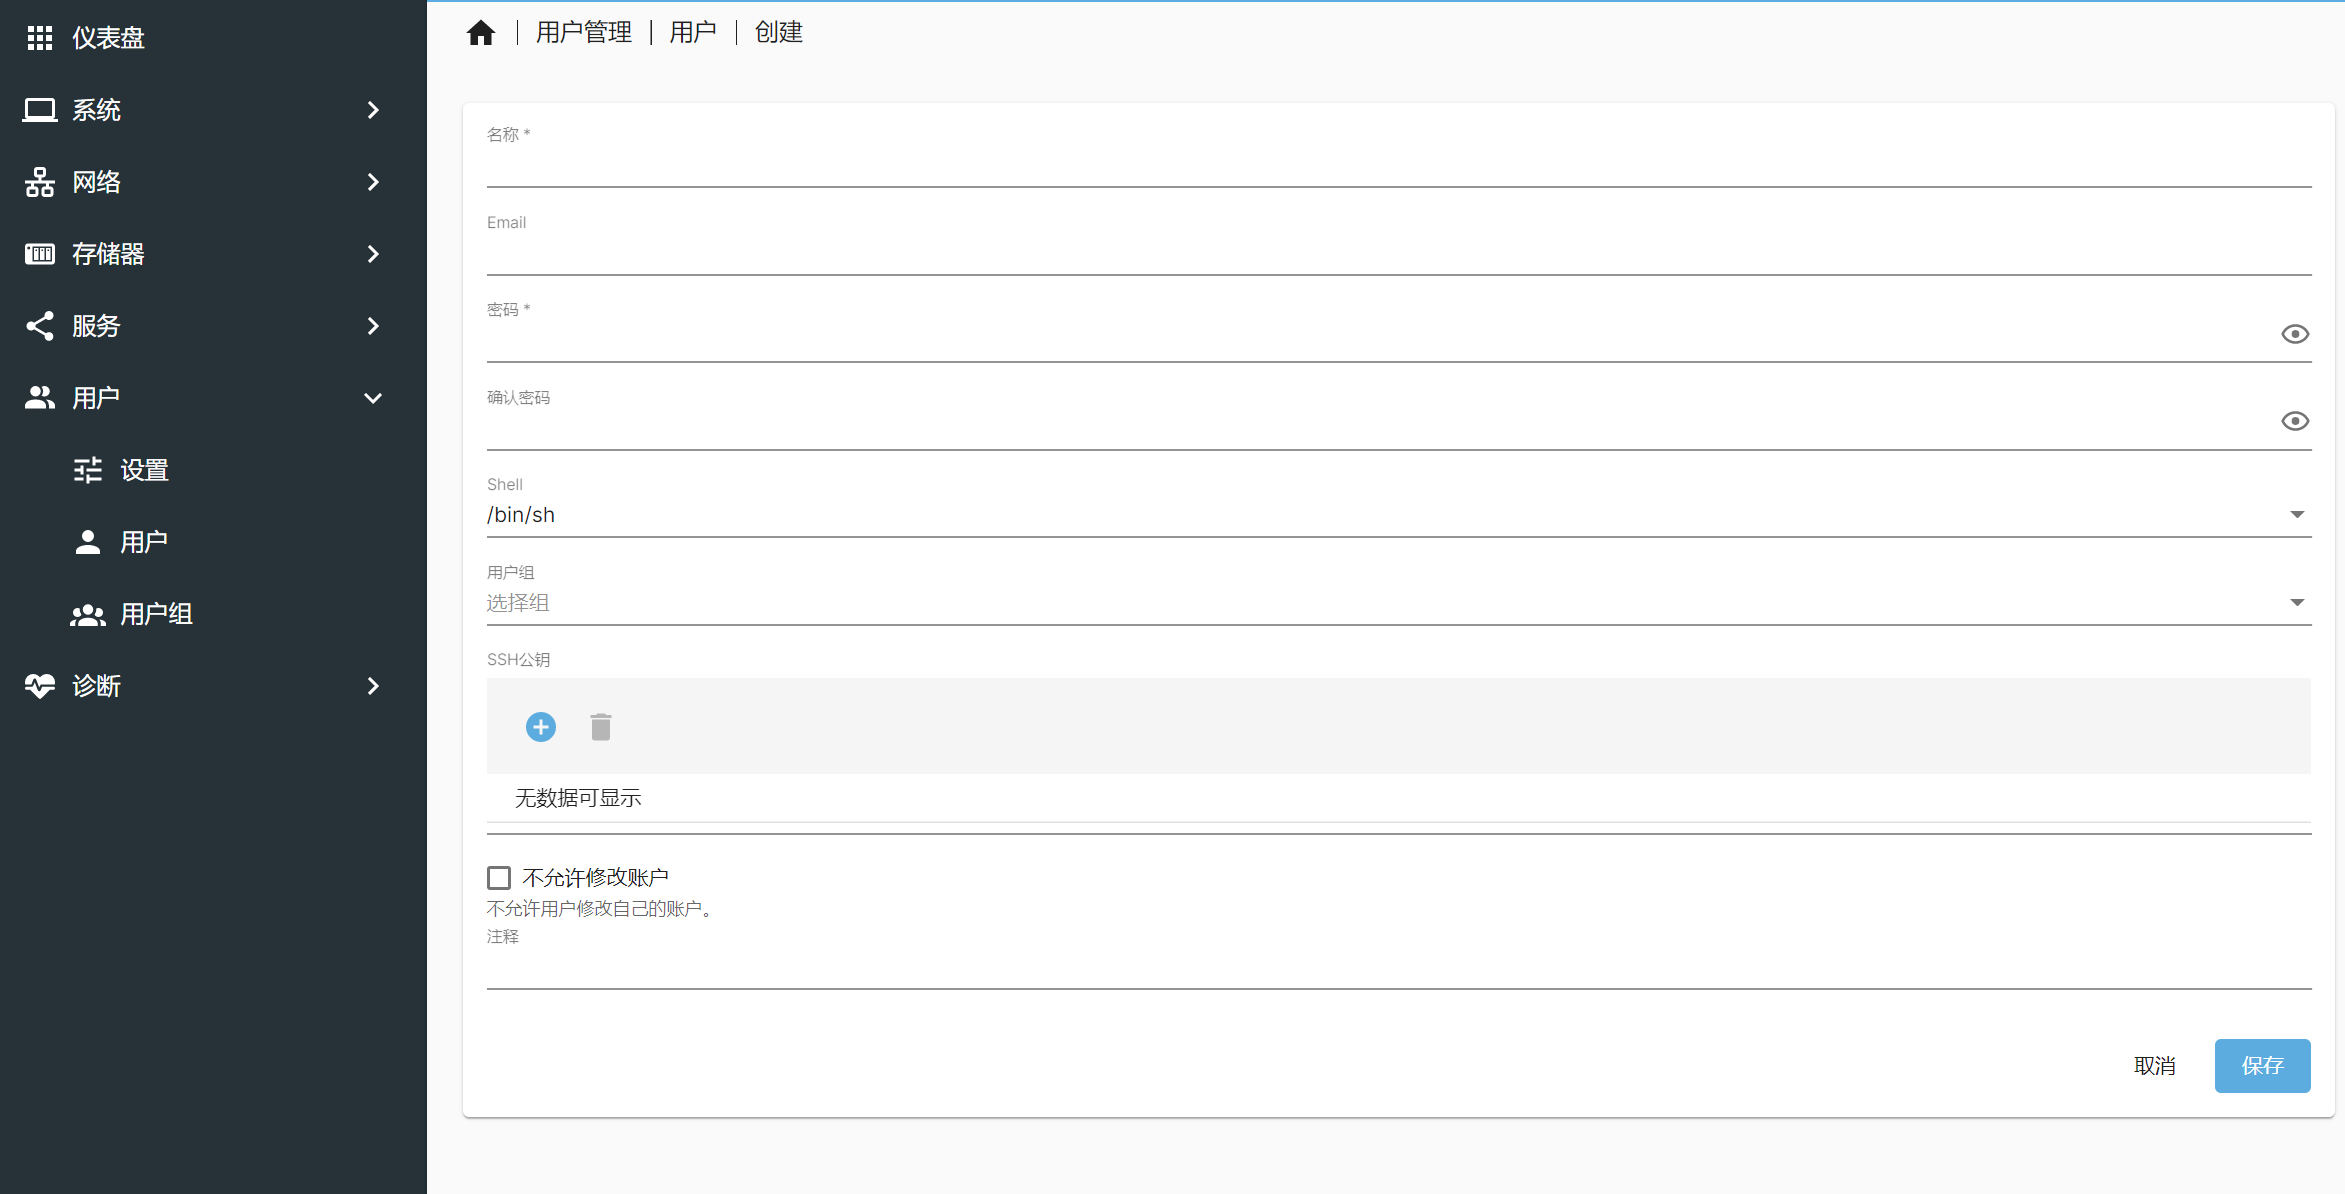 仪表盘
系统
网络
存储器
服务
用户
设置
用户
用户组
诊断
用户管理 | 用户 | 创建
名称 *
Email
密码 *
确认密码
Shell
/bin/sh
用户组
选择组
SSH公钥
无数据可显示
不允许修改账户
不允许用户修改自己的账户。
注释
取消
保存